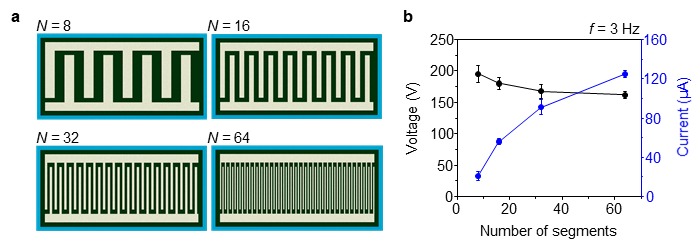 a
N = 8
N = 16
N = 32
N = 64
b
f = 3 Hz
250
200
150
100
50
0
Voltage (V)
160
120
80
40
0
Current (μA)
0 20 40 60
Number of segments